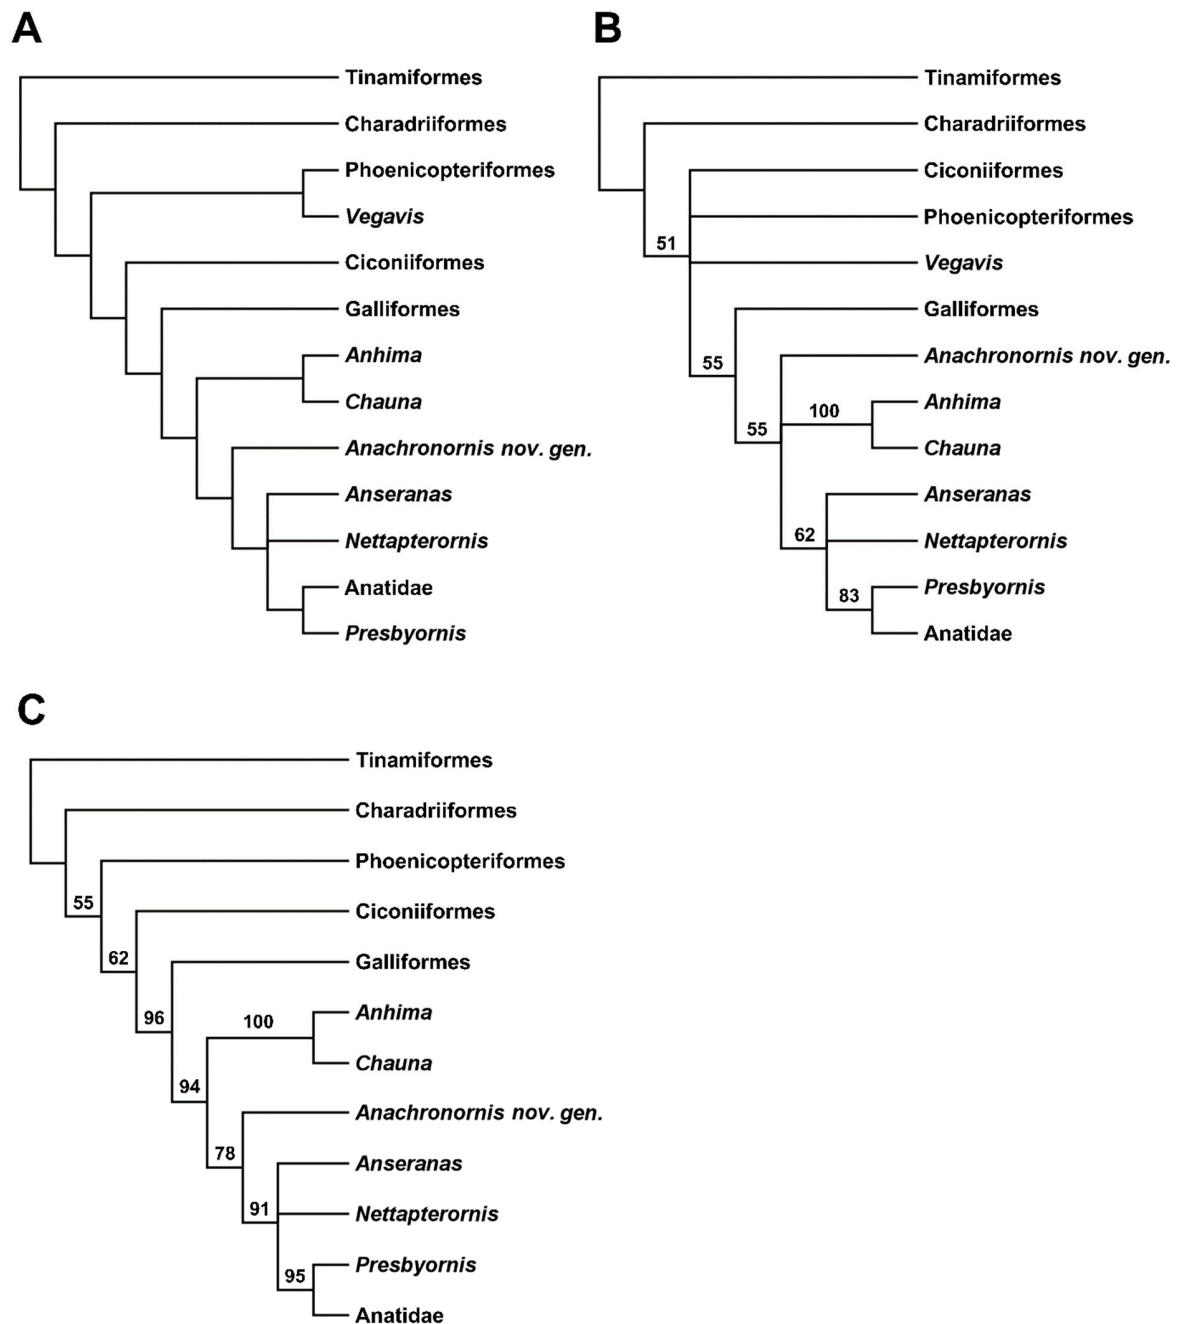 A
Tinamiformes
Charadriiformes
Phoenicopteriformes
Vegavis
Ciconiiformes
Galliformes
Anhima
Chauna
Anachronornis nov. gen.
Anseranas
Nettapterornis
Anatidae
Presbyornis
B
Tinamiformes
Charadriiformes
Ciconiiformes
Phoenicopteriformes
51
Vegavis
Galliformes
55
Anachronornis nov. gen.
100
Anhima
55
Chauna
Anseranas
62
Nettapterornis
83
Presbyornis
Anatidae
C
Tinamiformes
Charadriiformes
Phoenicopteriformes
55
Ciconiiformes
62
Galliformes
96
100
Anhima
Chauna
94
Anachronornis nov. gen.
78
Anseranas
91
Nettapterornis
95
Presbyornis
Anatidae